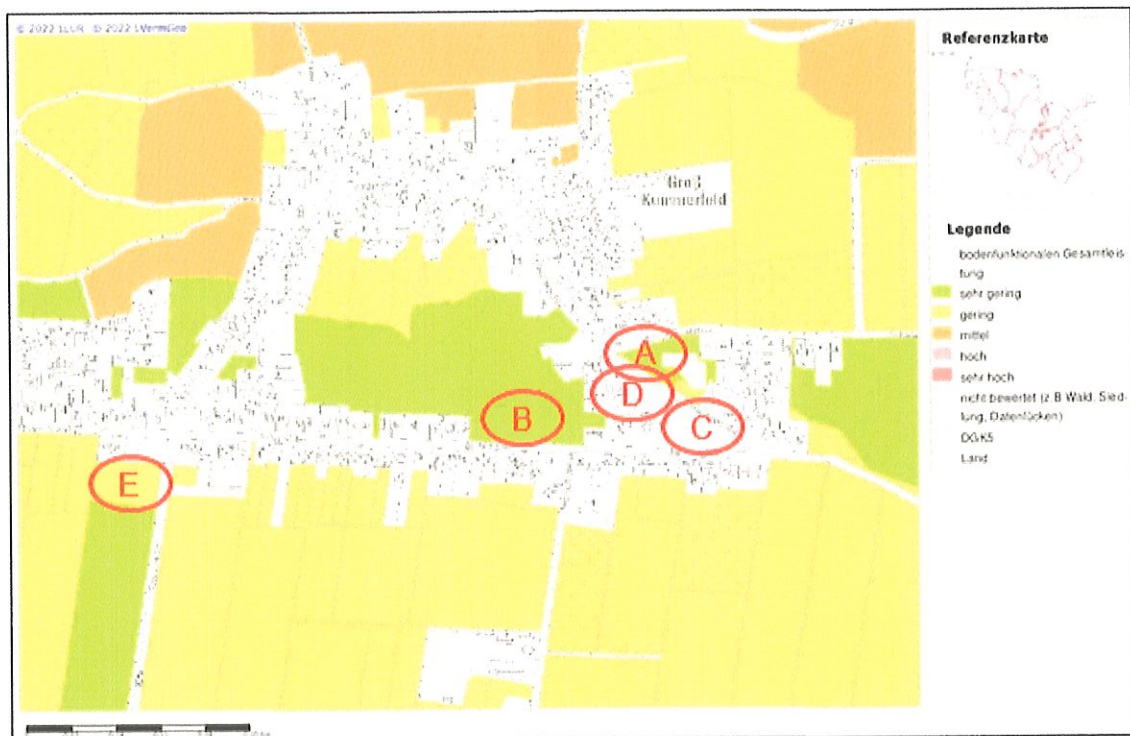 © 2022 LLUR © 2022 LVermGeo
Referenzkarte
Groß
Kummerfeld
A
D
B
C
E
Legende
bodenfunktionalen Gesamtleis
tung
sehr gering
gering
mittel
hoch
sehr hoch
nicht bewertet (z.B Wald, Sied-
lung, Datenlücken)
DGK5
Land